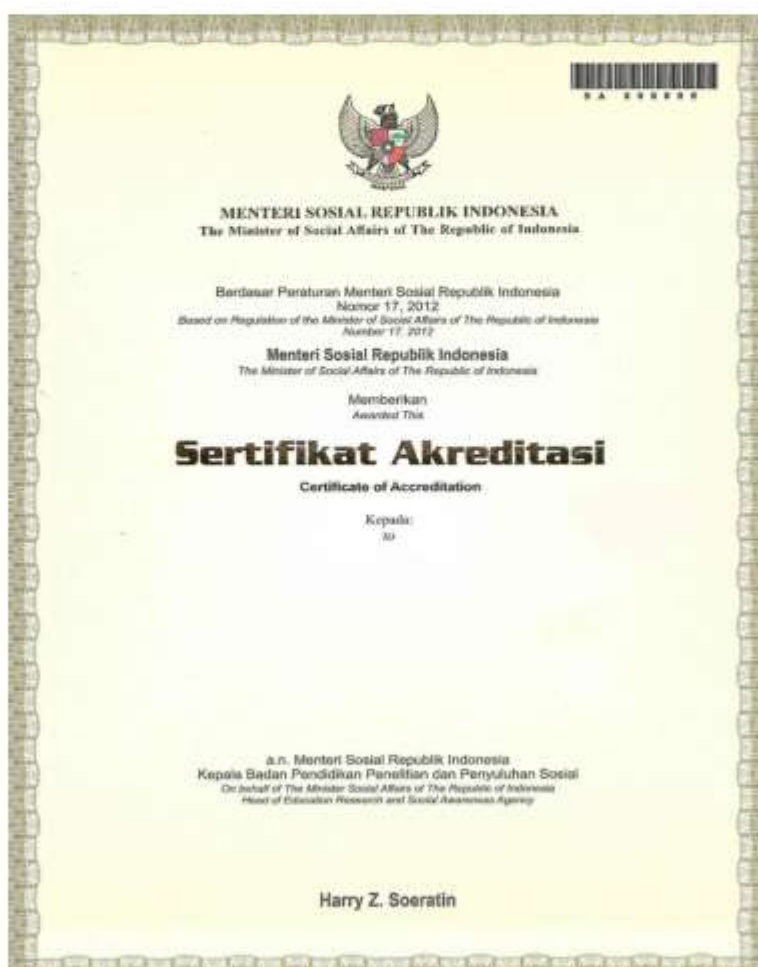 MENTERI SOSIAL REPUBLIK INDONESIA
The Minister of Social Affairs of The Republic of Indonesia
Berdasar Peraturan Menteri Sosial Republik Indonesia
Nomor 17, 2012
Based on Regulation of the Minister of Social Affairs of The Republic of Indonesia
Number 17, 2012
Menteri Sosial Republik Indonesia
The Minister of Social Affairs of The Republic of Indonesia
Memberikan
Awarded This
Sertifikat Akreditasi
Certificate of Accreditation
Kepada:
to
a.n. Menteri Sosial Republik Indonesia
Kepala Badan Pendidikan Penelitian dan Penyuluhan Sosial
On behalf of The Minister Social Affairs of The Republic of Indonesia
Head of Education Research and Social Awareness Agency
Harry Z. Soeratin